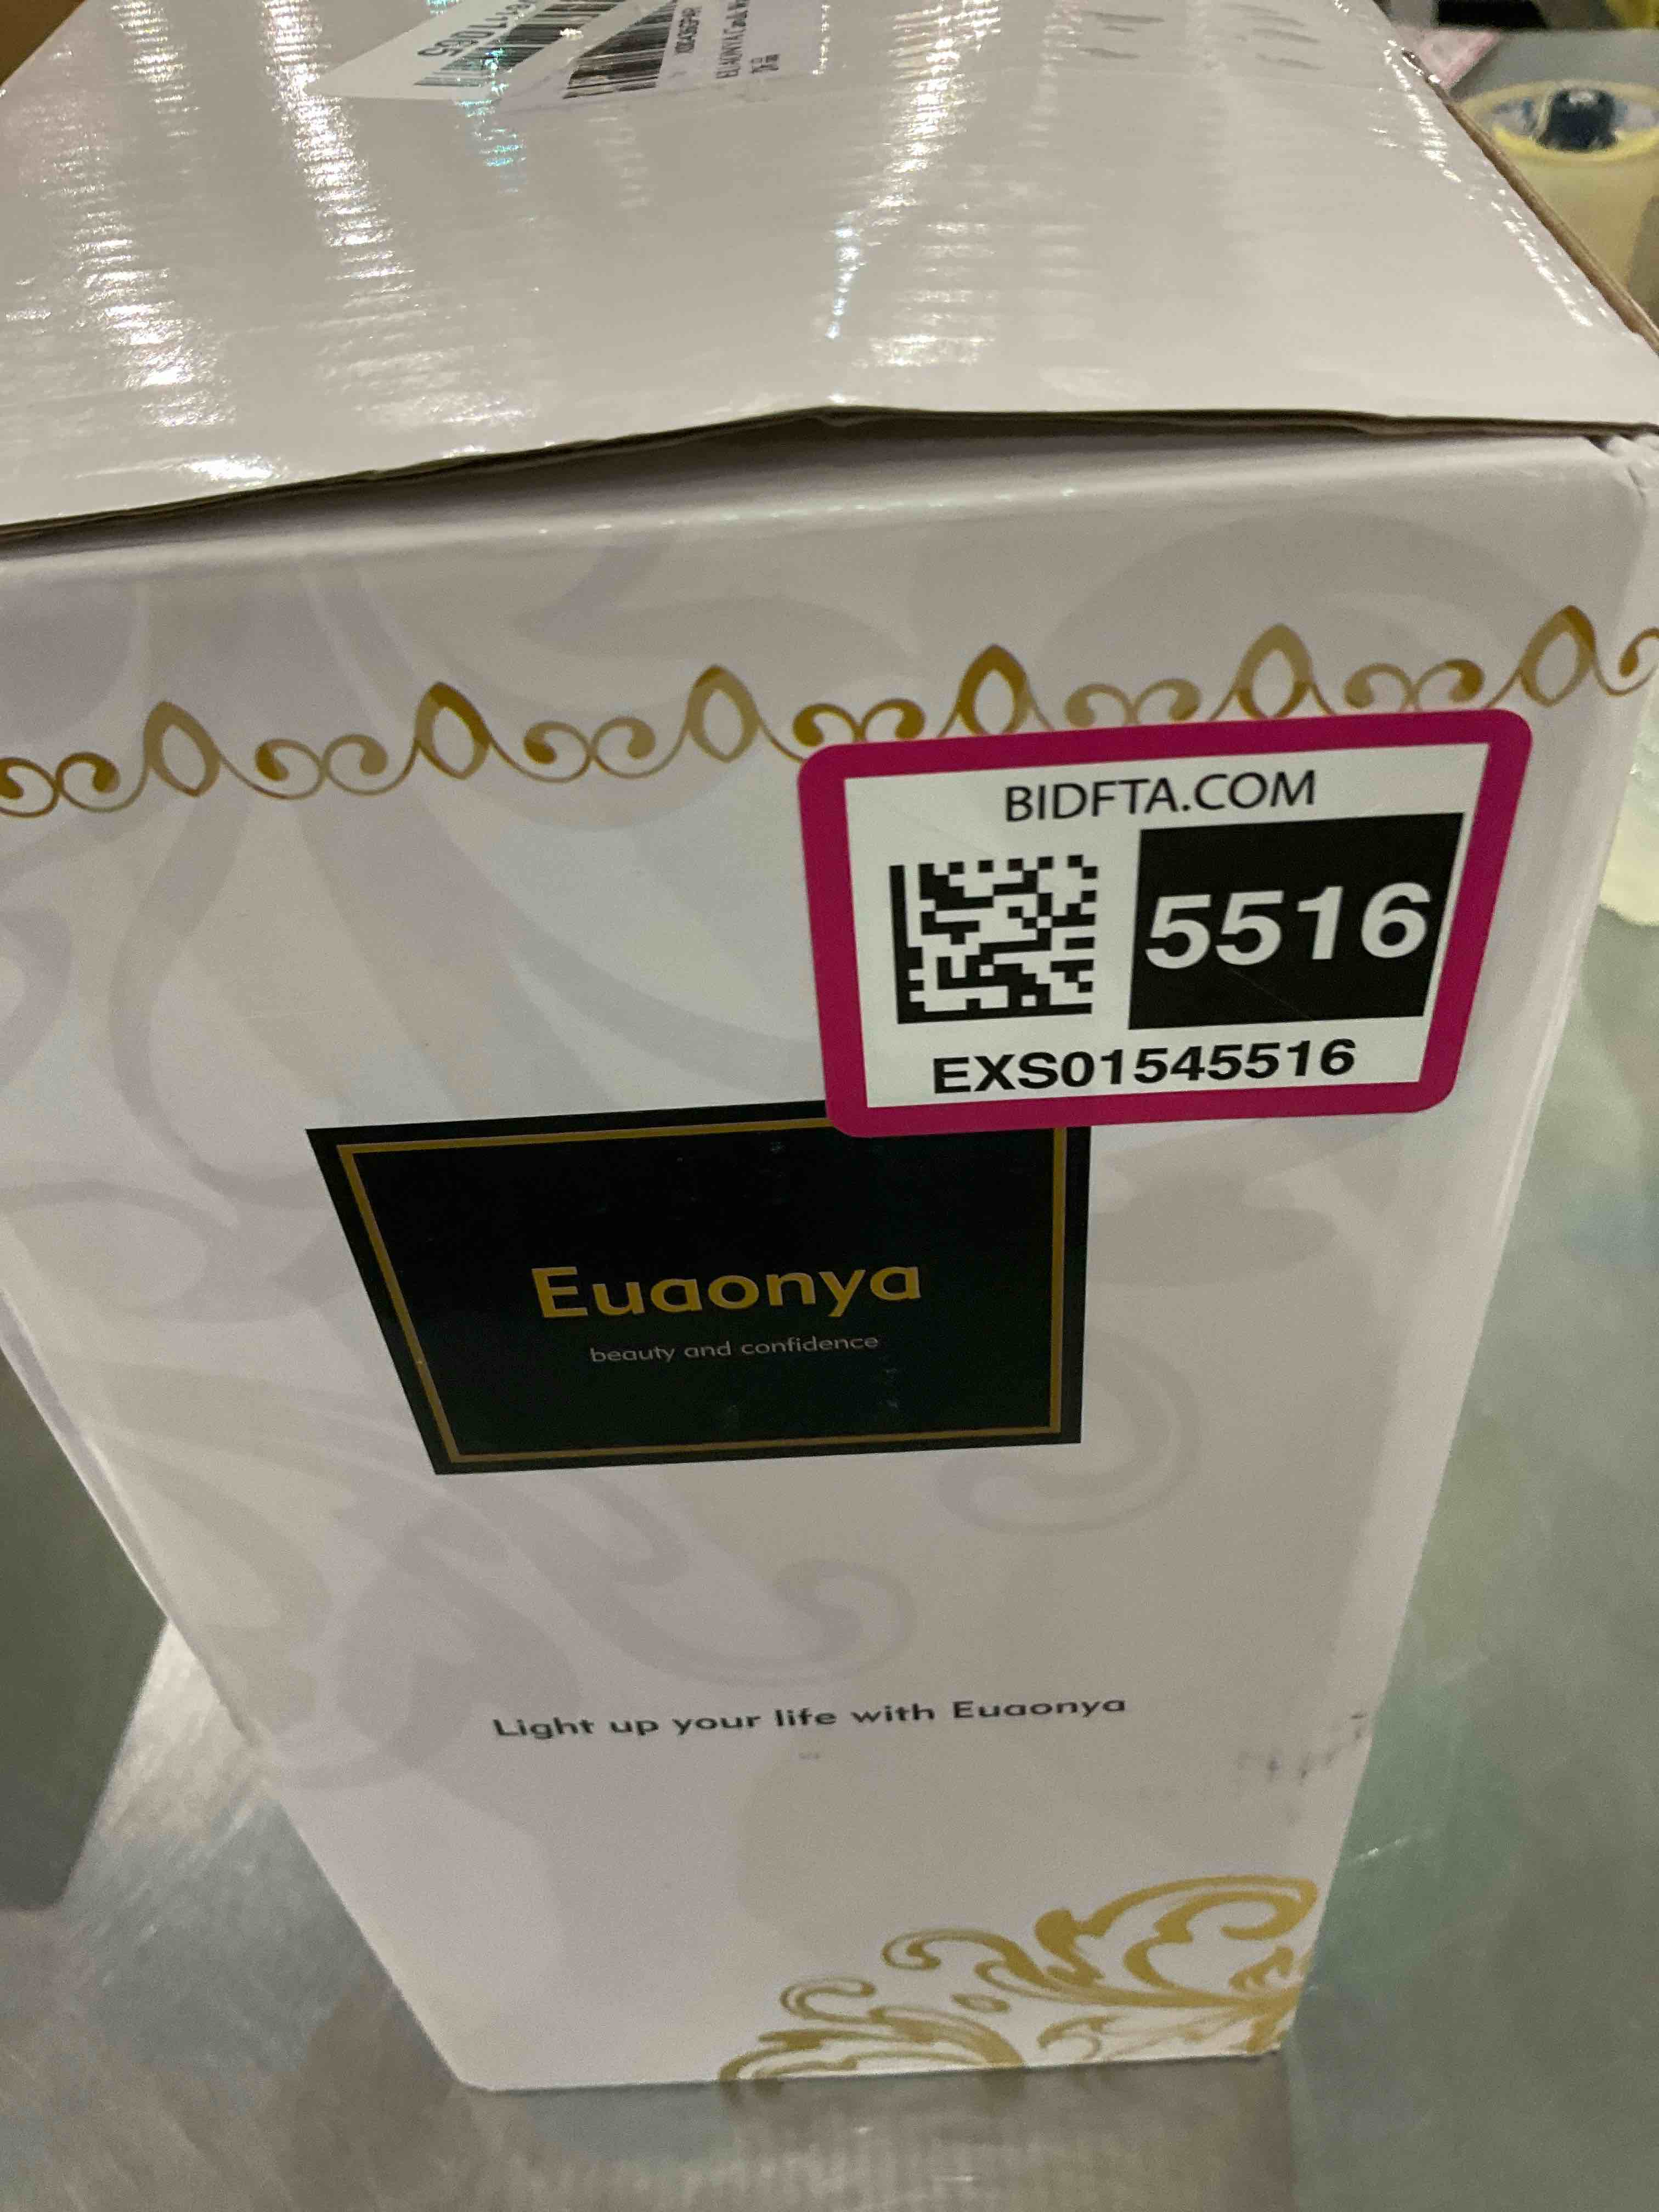 BIDFTA.COM
5516
EXS01545516
Euaonya
beauty and confidence
Light up your life with Euaonya